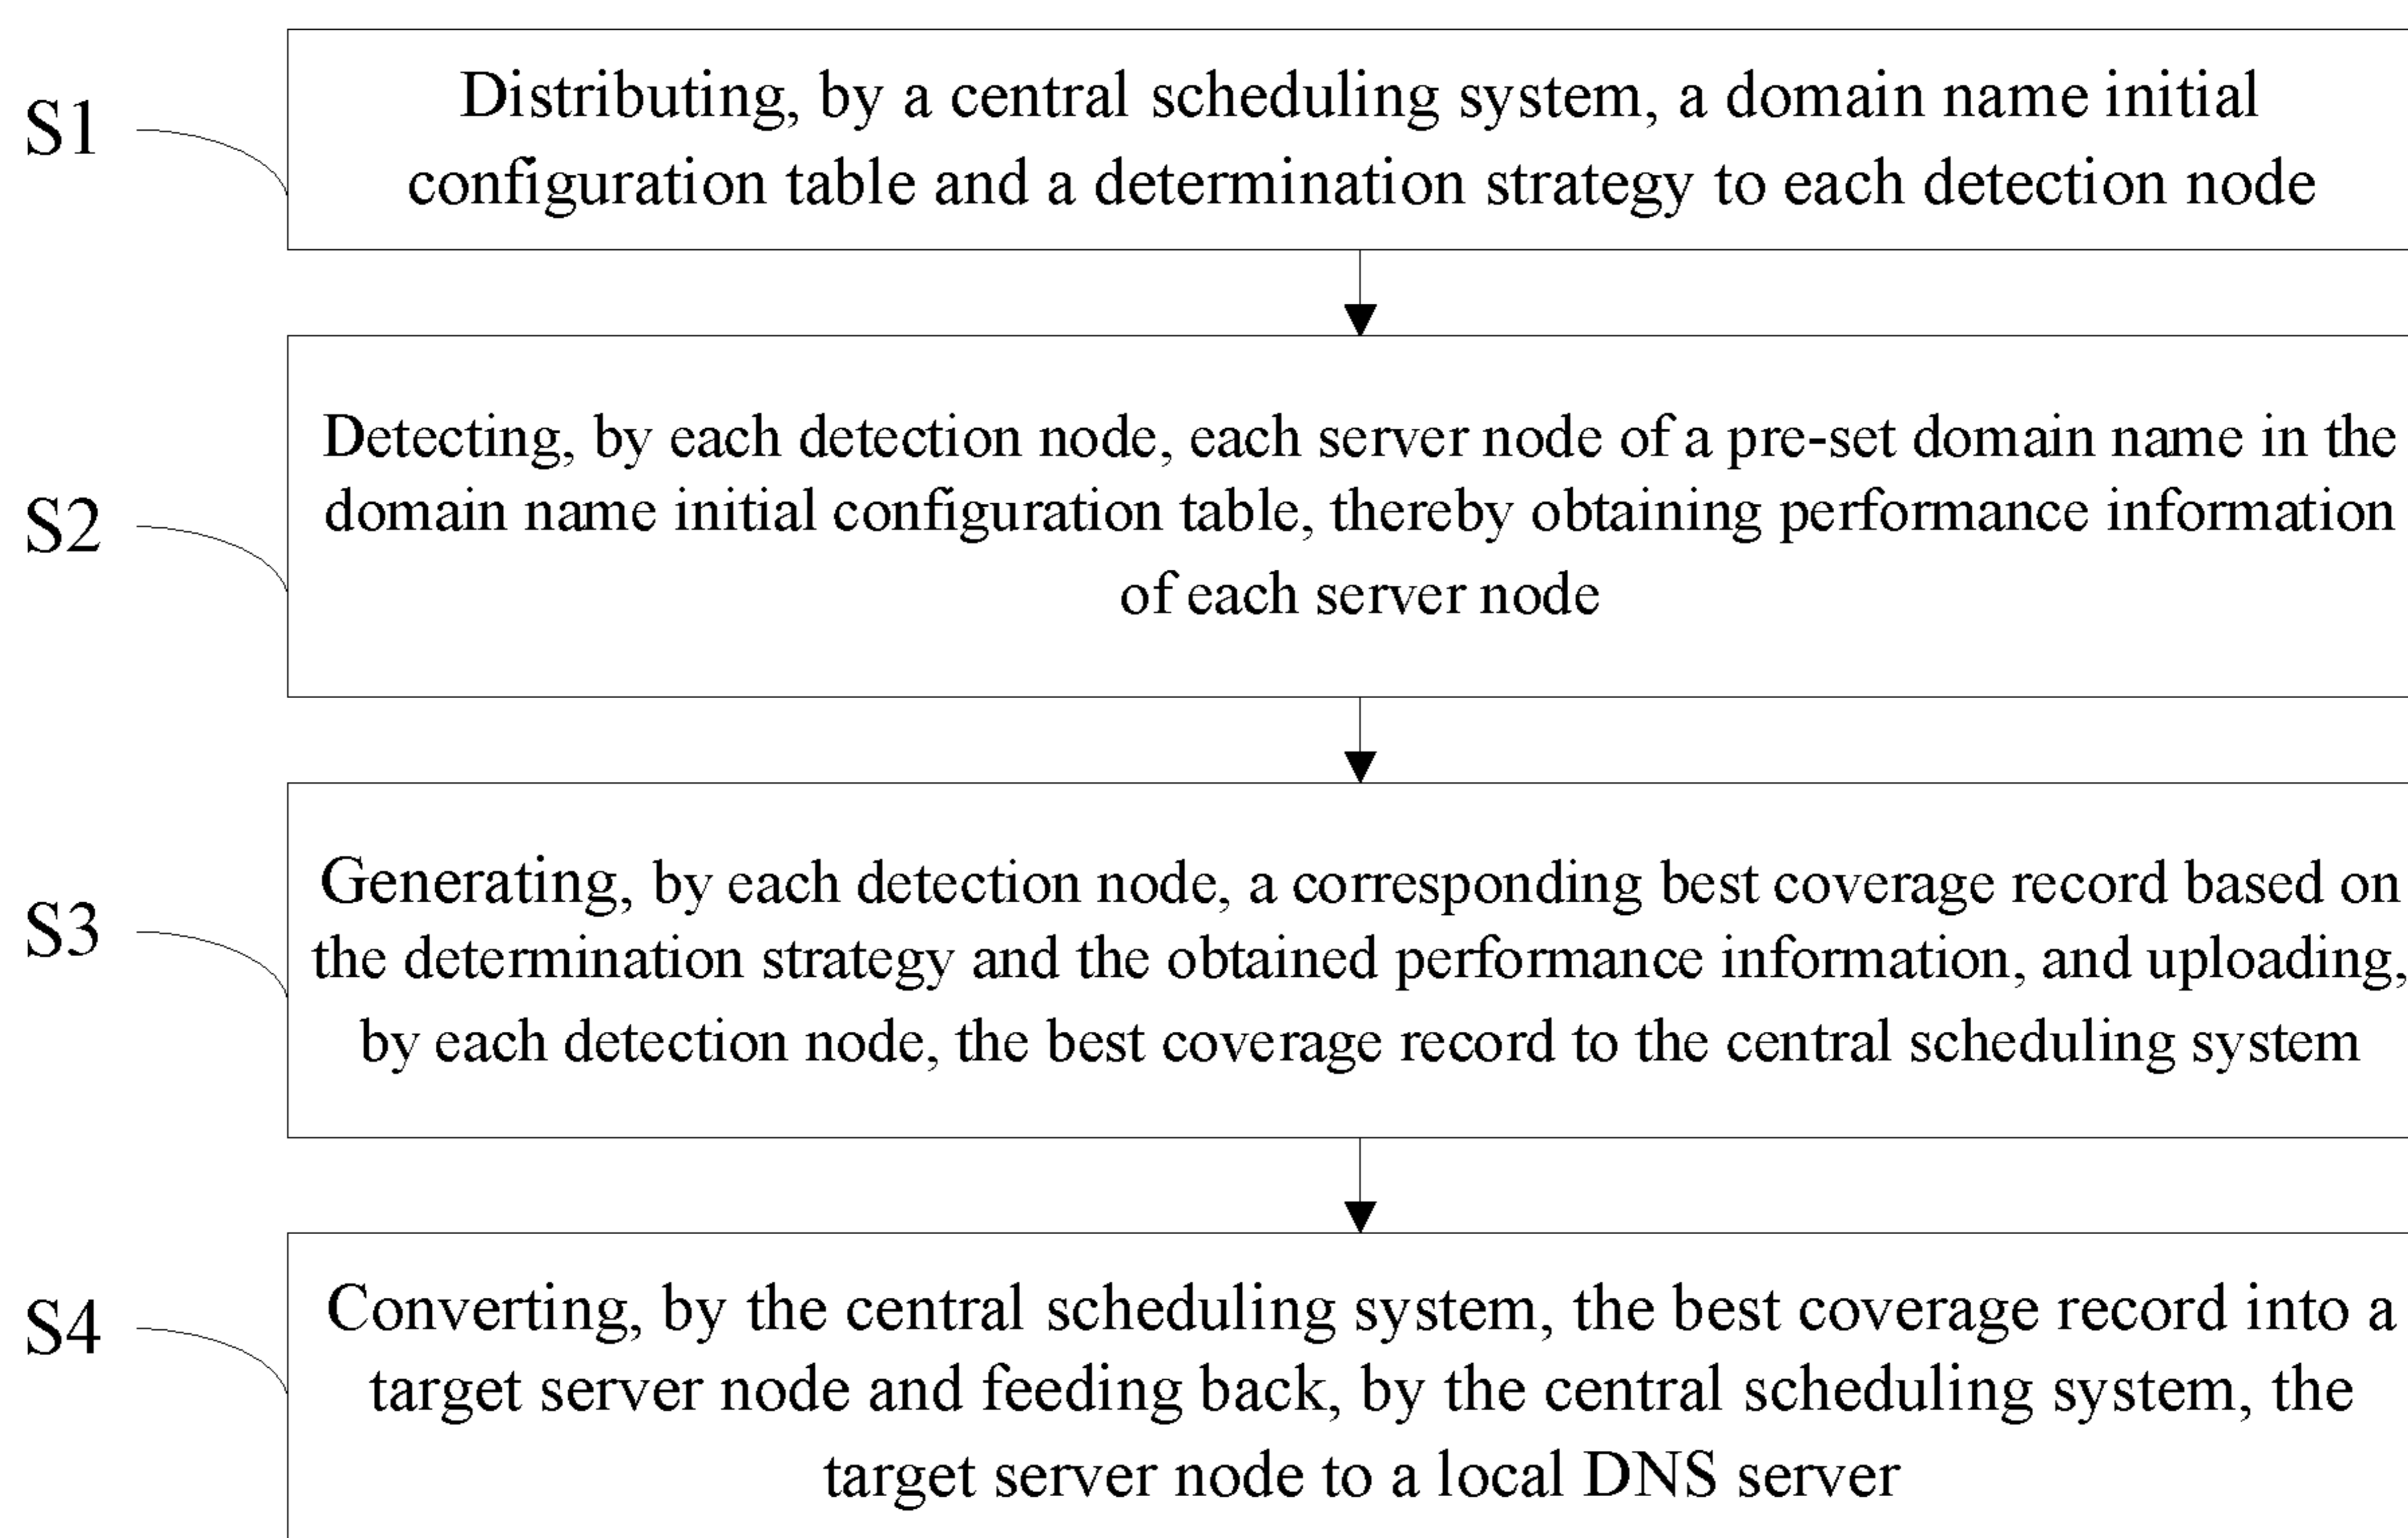 S1
Distributing, by a central scheduling system, a domain name initial
configuration table and a determination strategy to each detection node
S2
Detecting, by each detection node, each server node of a pre-set domain name in the
domain name initial configuration table, thereby obtaining performance information
of each server node
S3
Generating, by each detection node, a corresponding best coverage record based on
the determination strategy and the obtained performance information, and uploading,
by each detection node, the best coverage record to the central scheduling system
S4
Converting, by the central scheduling system, the best coverage record into a
target server node and feeding back, by the central scheduling system, the
target server node to a local DNS server